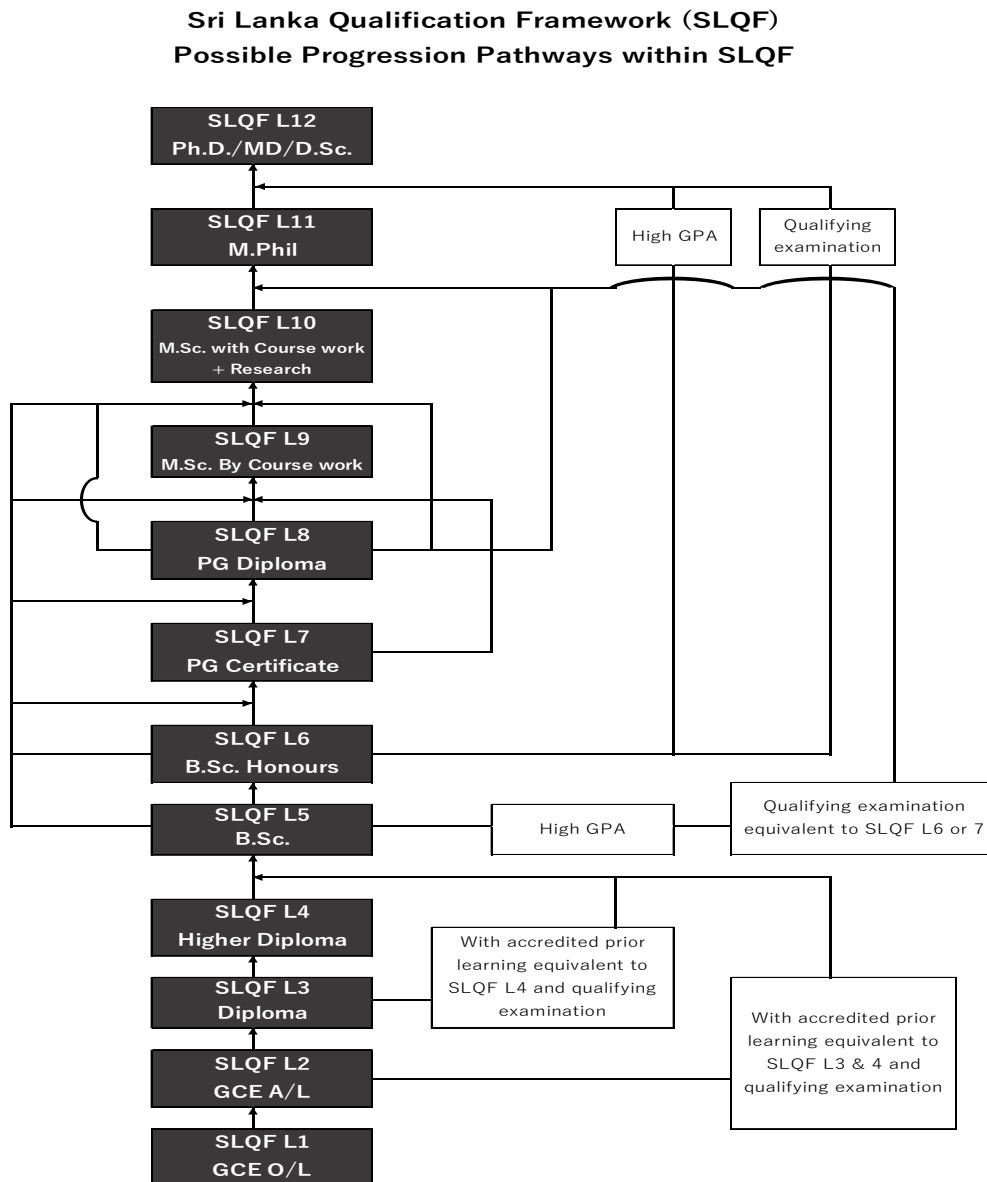 Sri Lanka Qualification Framework (SLQF)
Possible Progression Pathways within SLQF
SLQF L12
Ph.D./MD/D.Sc.
SLQF L11
M.Phil
High GPA
Qualifying
examination
SLQF L10
M.Sc. with Course work
+ Research
SLQF L9
M.Sc. By Course work
SLQF L8
PG Diploma
SLQF L7
PG Certificate
SLQF L6
B.Sc. Honours
SLQF L5
B.Sc.
High GPA
Qualifying examination
equivalent to SLQF L6 or 7
SLQF L4
Higher Diploma
With accredited prior
learning equivalent to
SLQF L4 and qualifying
examination
SLQF L3
Diploma
With accredited prior
learning equivalent to
SLQF L3 & 4 and
qualifying examination
SLQF L2
GCE A/L
SLQF L1
GCE O/L